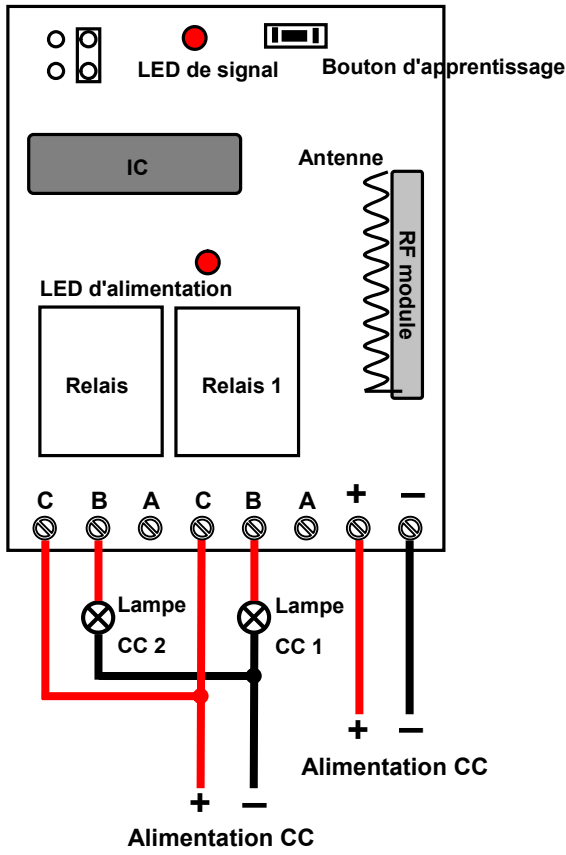 LED de signal
Bouton d'apprentissage
IC
Antenne
RF module
LED d'alimentation
Relais
Relais 1
C B A C B A + −
Lampe
CC 2
Lampe
CC 1
+ −
Alimentation CC
+ −
Alimentation CC